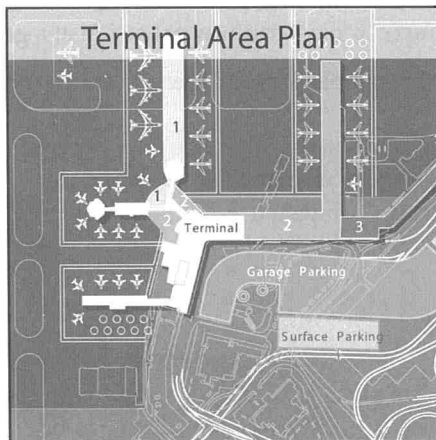 Terminal Area Plan
1
1
2
2
Terminal
2
3
Garage Parking
Surface Parking